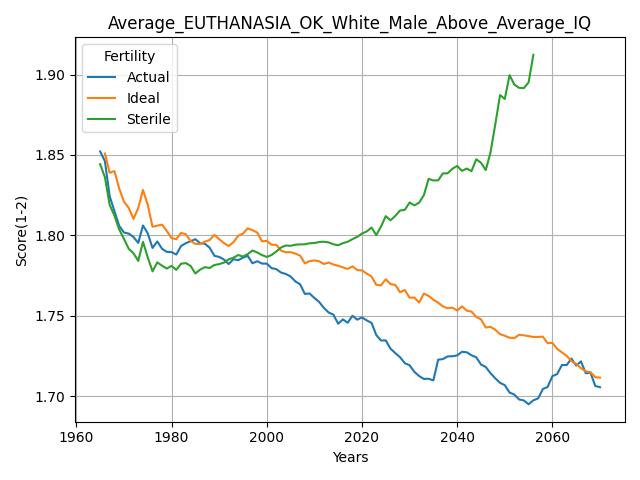 Average_EUTHANASIA_OK_White_Male_Above_Average_IQ
Fertility
Actual
Ideal
Sterile
Score(1-2)
1.90
1.85
1.80
1.75
1.70
1960
1980
2000
2020
2040
2060
Years